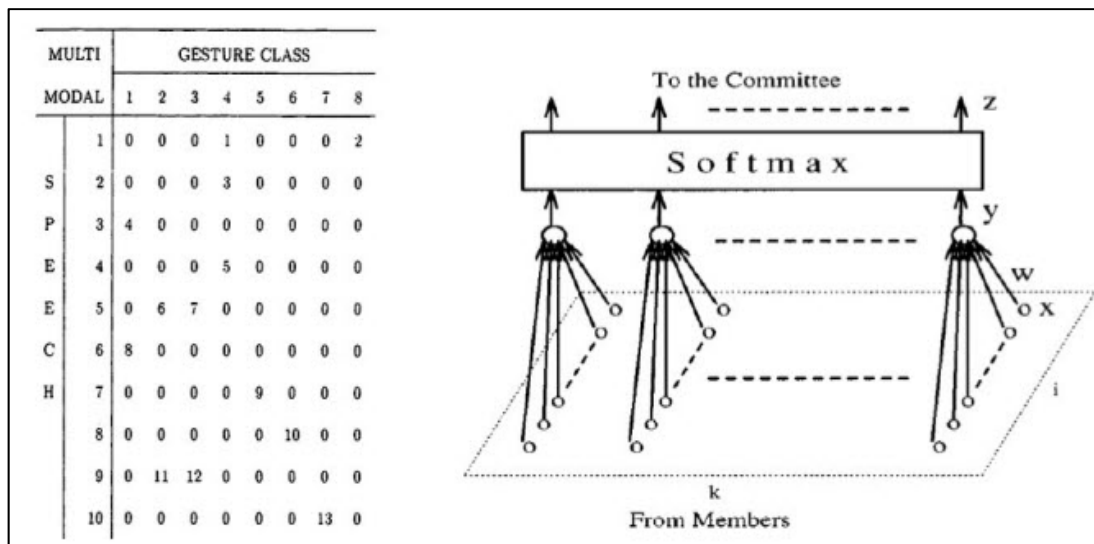 MULTI GESTURE CLASS
MODAL 1 2 3 4 5 6 7 8
1 0 0 0 1 0 0 0 2
S 2 0 0 0 3 0 0 0 0
P 3 4 0 0 0 0 0 0 0
E 4 0 0 0 5 0 0 0 0
E 5 0 6 7 0 0 0 0 0
C 6 8 0 0 0 0 0 0 0
H 7 0 0 0 0 9 0 0 0
8 0 0 0 0 0 10 0 0
9 0 11 12 0 0 0 0 0
10 0 0 0 0 0 0 13 0
To the Committee
z
Softmax
y
w
x
i
k
From Members